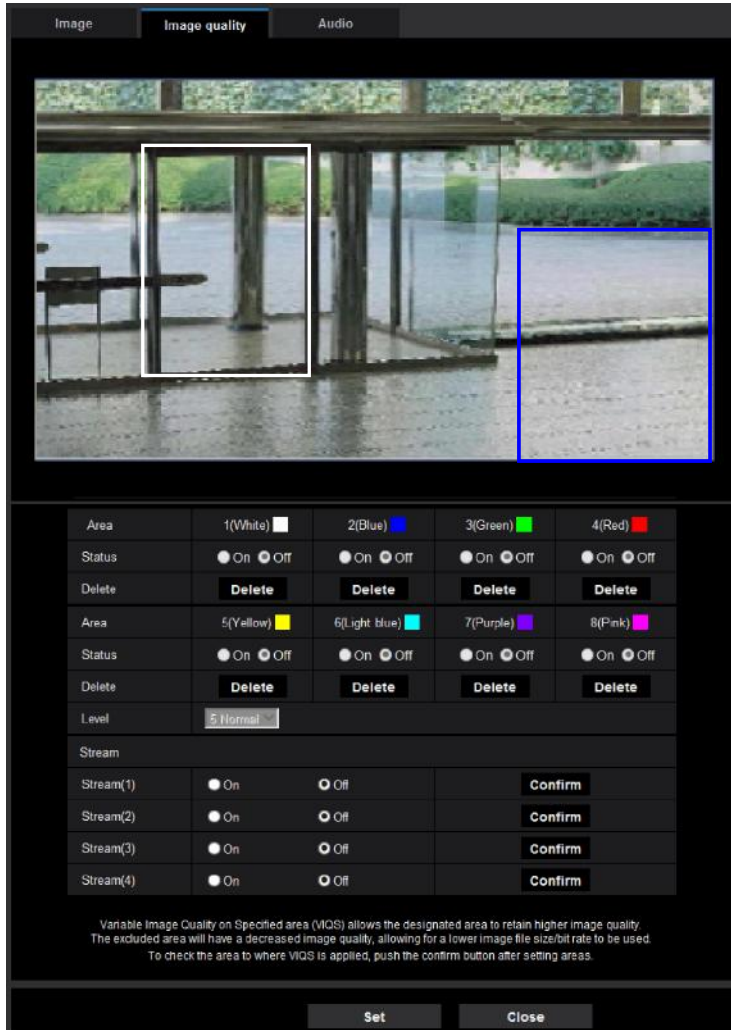 Image Image quality Audio
Area 1(White) 2(Blue) 3(Green) 4(Red)
Status On Off On Off On Off On Off
Delete Delete Delete Delete Delete
Area 5(Yellow) 6(Light blue) 7(Purple) 8(Pink)
Status On Off On Off On Off On Off
Delete Delete Delete Delete Delete
Level 5 Normal
Stream
Stream(1) On Off Confirm
Stream(2) On Off Confirm
Stream(3) On Off Confirm
Stream(4) On Off Confirm
Variable Image Quality on Specified area (VIQS) allows the designated area to retain higher image quality.
The excluded area will have a decreased image quality, allowing for a lower image file size/bit rate to be used.
To check the area to where VIQS is applied, push the confirm button after setting areas.
Set Close